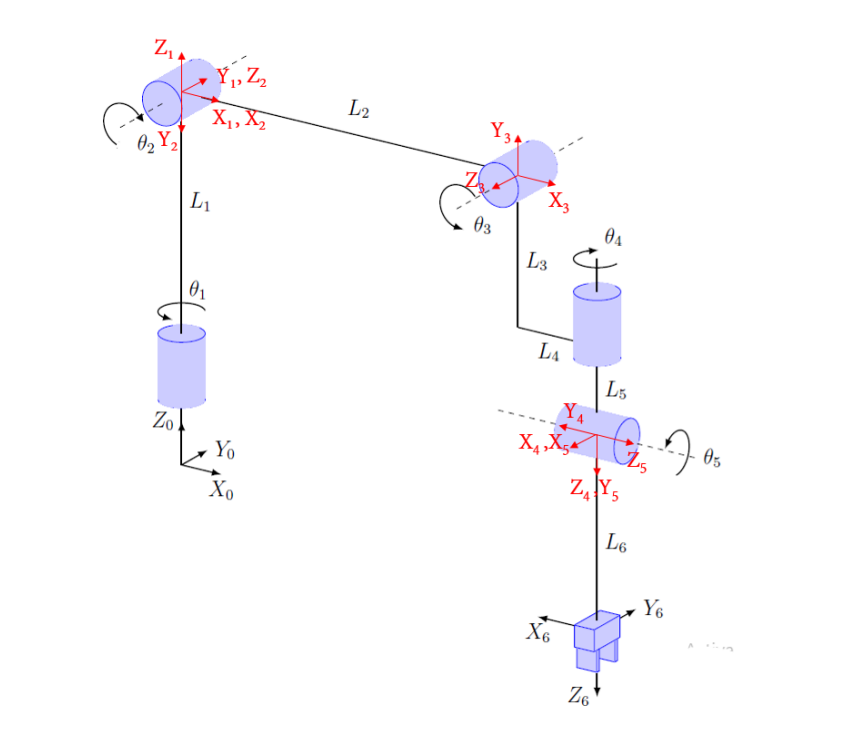 Z₁
Y₁, Z₂
X₁, X₂
L₂
θ₂
Y₂
Y₃
Z₃
X₃
L₁
θ₃
θ₄
L₃
θ₁
L₄
L₅
Z₀
Y₀
X₀
Y₄
X₄,X₅
Z₅
θ₅
Z₄,Y₅
L₆
Y₆
X₆
Z₆